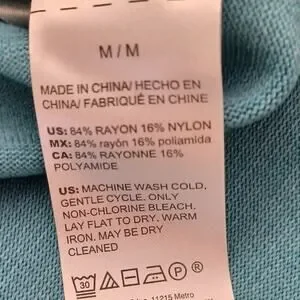 M / M
MADE IN CHINA/ HECHO EN
CHINA/ FABRIQUÉ EN CHINE
US: 84% RAYON 16% NYLON
MX: 84% rayón 16% poliamida
CA: 84% RAYONNE 16%
POLYAMIDE
US: MACHINE WASH COLD,
GENTLE CYCLE. ONLY
NON-CHLORINE BLEACH.
LAY FLAT TO DRY. WARM
IRON. MAY BE DRY
CLEANED
30 P
11215 Metro